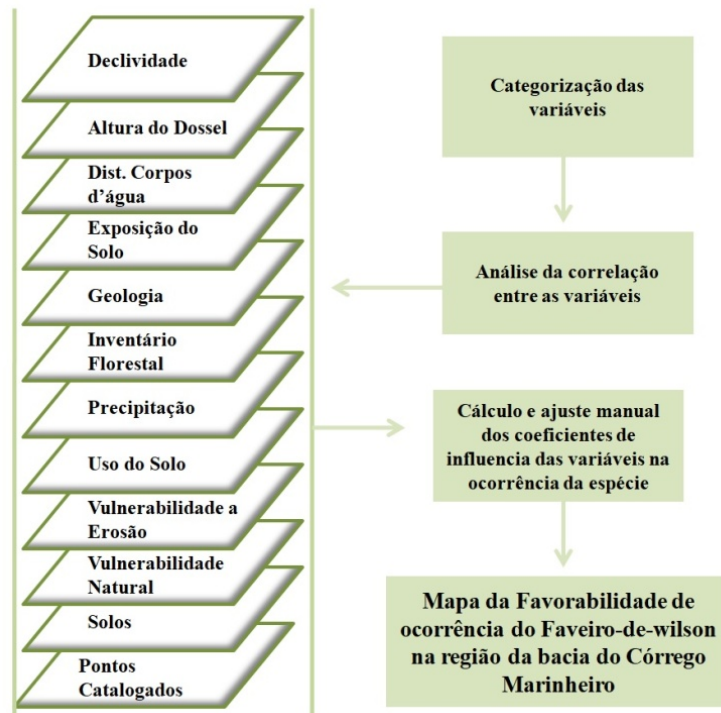 Declividade
Altura do Dossel
Dist. Corpos
d'água
Exposição do
Solo
Geologia
Inventário
Florestal
Precipitação
Uso do Solo
Vulnerabilidade a
Erosão
Vulnerabilidade
Natural
Solos
Pontos
Catalogados
Categorização das
variáveis
Análise da correlação
entre as variáveis
Cálculo e ajuste manual
dos coeficientes de
influencia das variáveis na
ocorrência da espécie
Mapa da Favorabilidade de
ocorrência do Faveiro-de-wilson
na região da bacia do Córrego
Marinheiro